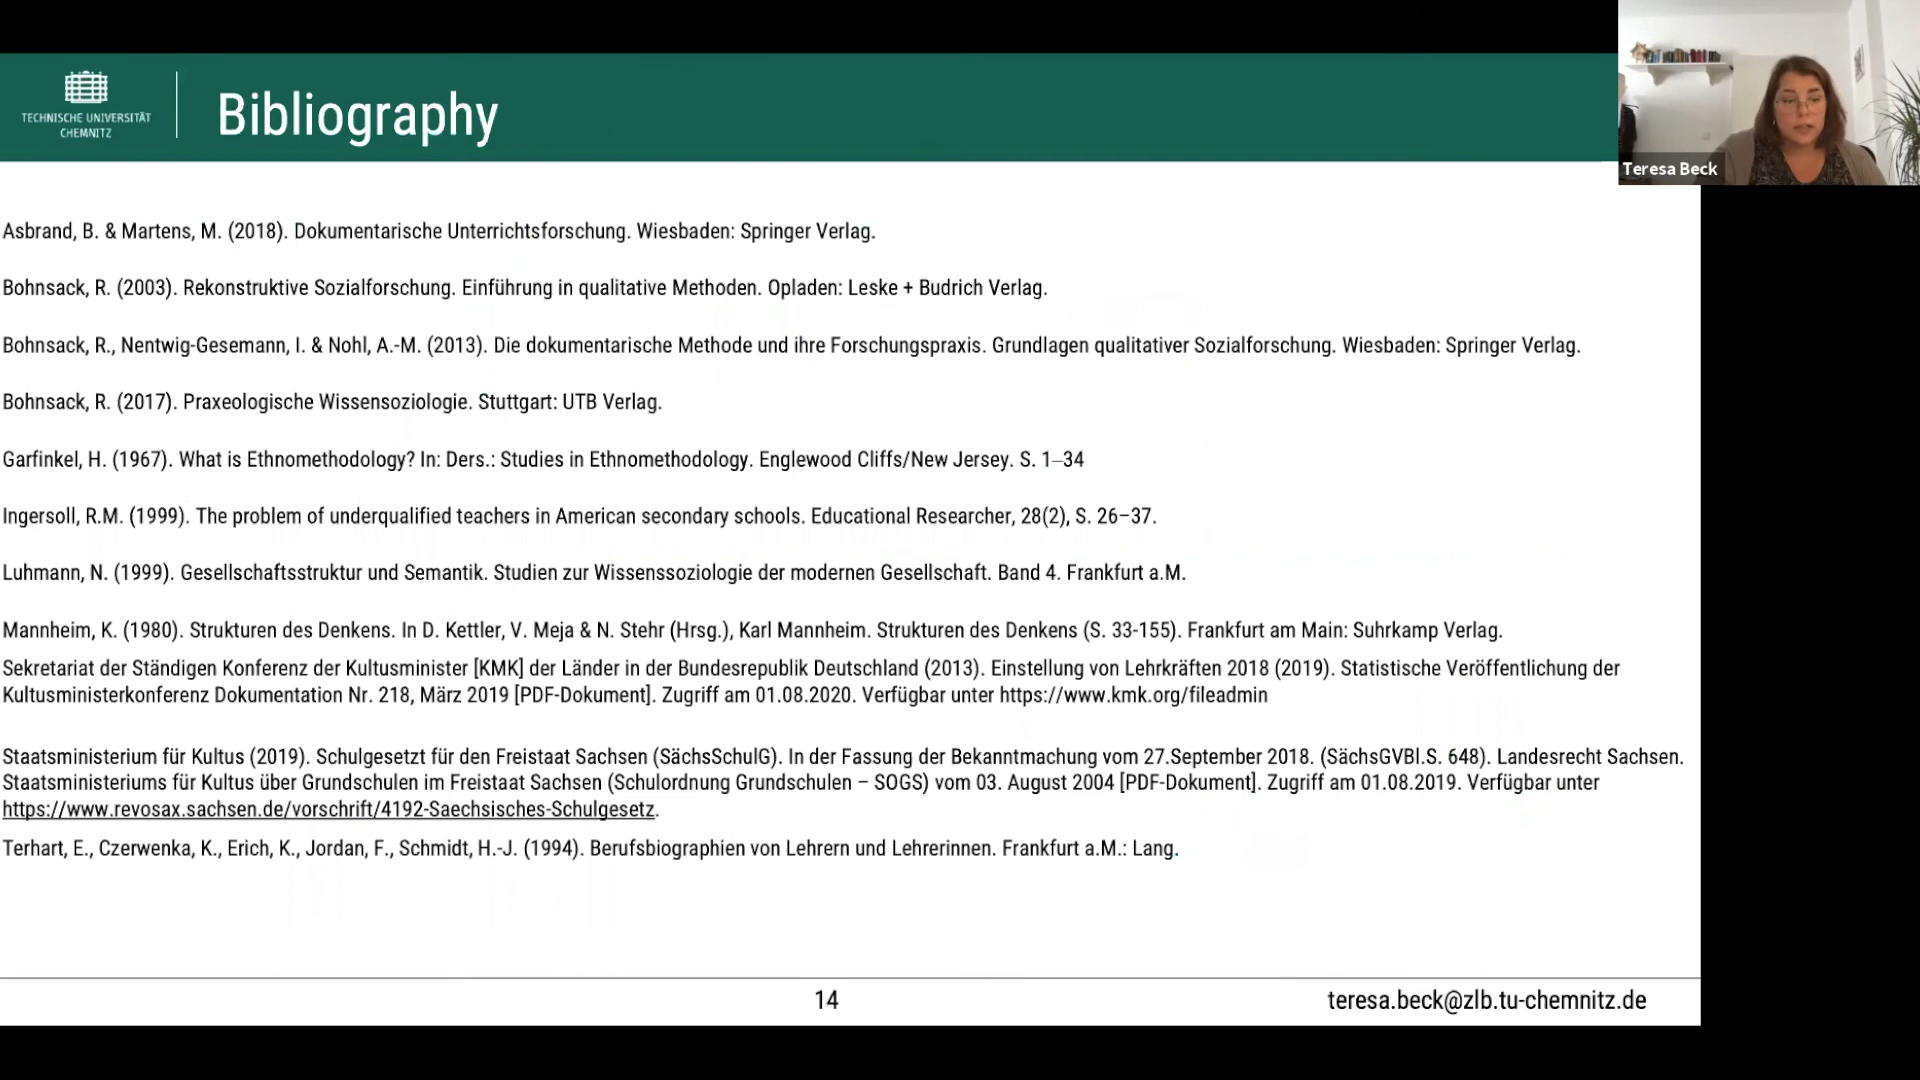 TECHNISCHE UNIVERSITÄT
CHEMNITZ
Bibliography
Teresa Beck
Asbrand, B. & Martens, M. (2018). Dokumentarische Unterrichtsforschung. Wiesbaden: Springer Verlag.
Bohnsack, R. (2003). Rekonstruktive Sozialforschung. Einführung in qualitative Methoden. Opladen: Leske + Budrich Verlag.
Bohnsack, R., Nentwig-Gesemann, I. & Nohl, A.-M. (2013). Die dokumentarische Methode und ihre Forschungspraxis. Grundlagen qualitativer Sozialforschung. Wiesbaden: Springer Verlag.
Bohnsack, R. (2017). Praxeologische Wissensoziologie. Stuttgart: UTB Verlag.
Garfinkel, H. (1967). What is Ethnomethodology? In: Ders.: Studies in Ethnomethodology. Englewood Cliffs/New Jersey. S. 1–34
Ingersoll, R.M. (1999). The problem of underqualified teachers in American secondary schools. Educational Researcher, 28(2), S. 26–37.
Luhmann, N. (1999). Gesellschaftsstruktur und Semantik. Studien zur Wissenssoziologie der modernen Gesellschaft. Band 4. Frankfurt a.M.
Mannheim, K. (1980). Strukturen des Denkens. In D. Kettler, V. Meja & N. Stehr (Hrsg.), Karl Mannheim. Strukturen des Denkens (S. 33-155). Frankfurt am Main: Suhrkamp Verlag.
Sekretariat der Ständigen Konferenz der Kultusminister [KMK] der Länder in der Bundesrepublik Deutschland (2013). Einstellung von Lehrkräften 2018 (2019). Statistische Veröffentlichung der
Kultusministerkonferenz Dokumentation Nr. 218, März 2019 [PDF-Dokument]. Zugriff am 01.08.2020. Verfügbar unter https://www.kmk.org/fileadmin
Staatsministerium für Kultus (2019). Schulgesetzt für den Freistaat Sachsen (SächsSchulG). In der Fassung der Bekanntmachung vom 27.September 2018. (SächsGVBl.S. 648). Landesrecht Sachsen.
Staatsministeriums für Kultus über Grundschulen im Freistaat Sachsen (Schulordnung Grundschulen – SOGS) vom 03. August 2004 [PDF-Dokument]. Zugriff am 01.08.2019. Verfügbar unter
https://www.revosax.sachsen.de/vorschrift/4192-Saechsisches-Schulgesetz.
Terhart, E., Czerwenka, K., Erich, K., Jordan, F., Schmidt, H.-J. (1994). Berufsbiographien von Lehrern und Lehrerinnen. Frankfurt a.M.: Lang.
14
teresa.beck@zlb.tu-chemnitz.de